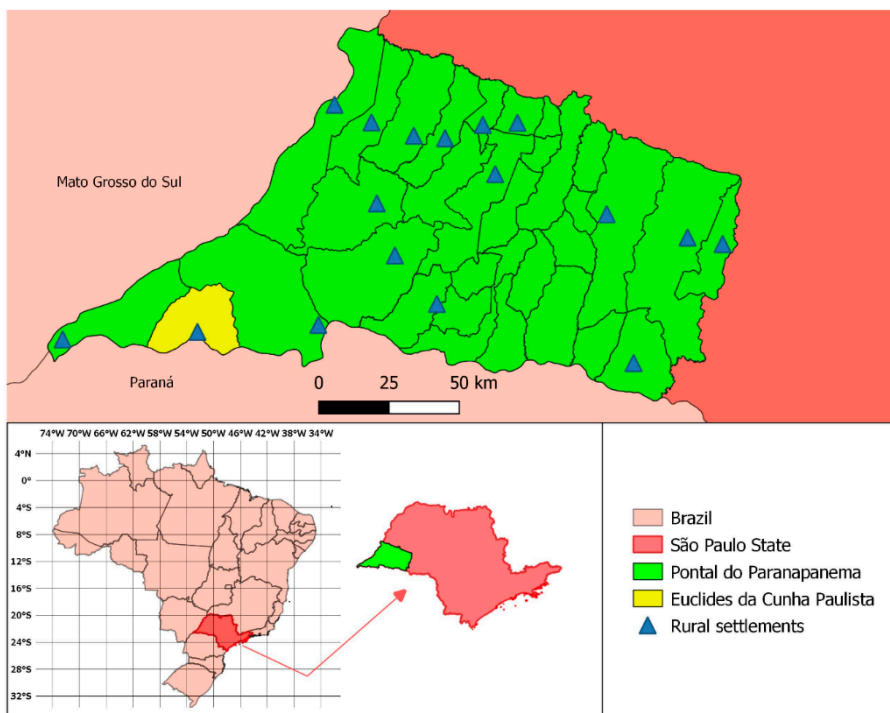 Mato Grosso do Sul
Paraná
0 25 50 km
74°W 70°W 66°W 62°W 58°W 54°W 50°W 46°W 42°W 38°W 34°W
4°N
0°
4°S
8°S
12°S
16°S
20°S
24°S
28°S
32°S
Brazil
São Paulo State
Pontal do Paranapanema
Euclides da Cunha Paulista
Rural settlements